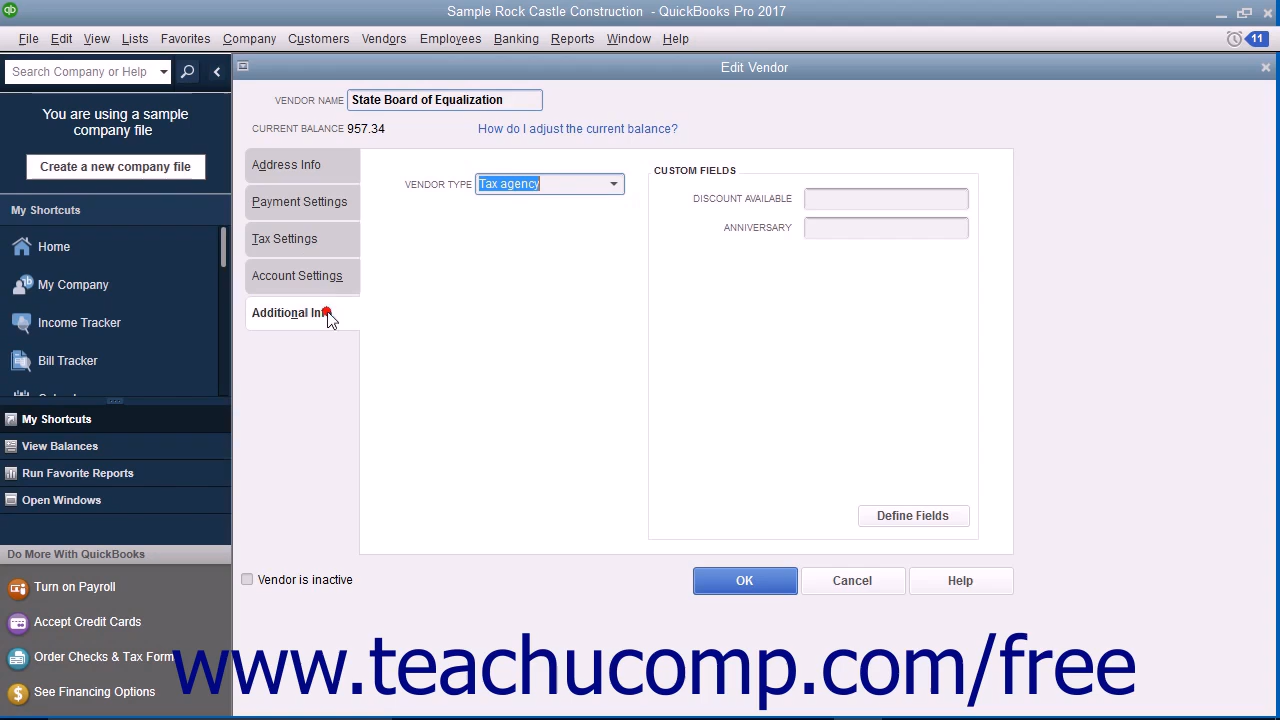 qb
Sample Rock Castle Construction - QuickBooks Pro 2017
File Edit View Lists Favorites Company Customers Vendors Employees Banking Reports Window Help
11
Search Company or Help
Edit Vendor
You are using a sample
company file
Create a new company file
My Shortcuts
Home
My Company
Income Tracker
Bill Tracker
My Shortcuts
View Balances
Run Favorite Reports
Open Windows
Do More With QuickBooks
Turn on Payroll
Accept Credit Cards
Order Checks & Tax Form
See Financing Options
VENDOR NAME State Board of Equalization
CURRENT BALANCE 957.34 How do I adjust the current balance?
Address Info
Payment Settings
Tax Settings
Account Settings
Additional Info
VENDOR TYPE Tax agency
CUSTOM FIELDS
DISCOUNT AVAILABLE
ANNIVERSARY
Define Fields
Vendor is inactive
OK Cancel Help
www.teachucomp.com/free